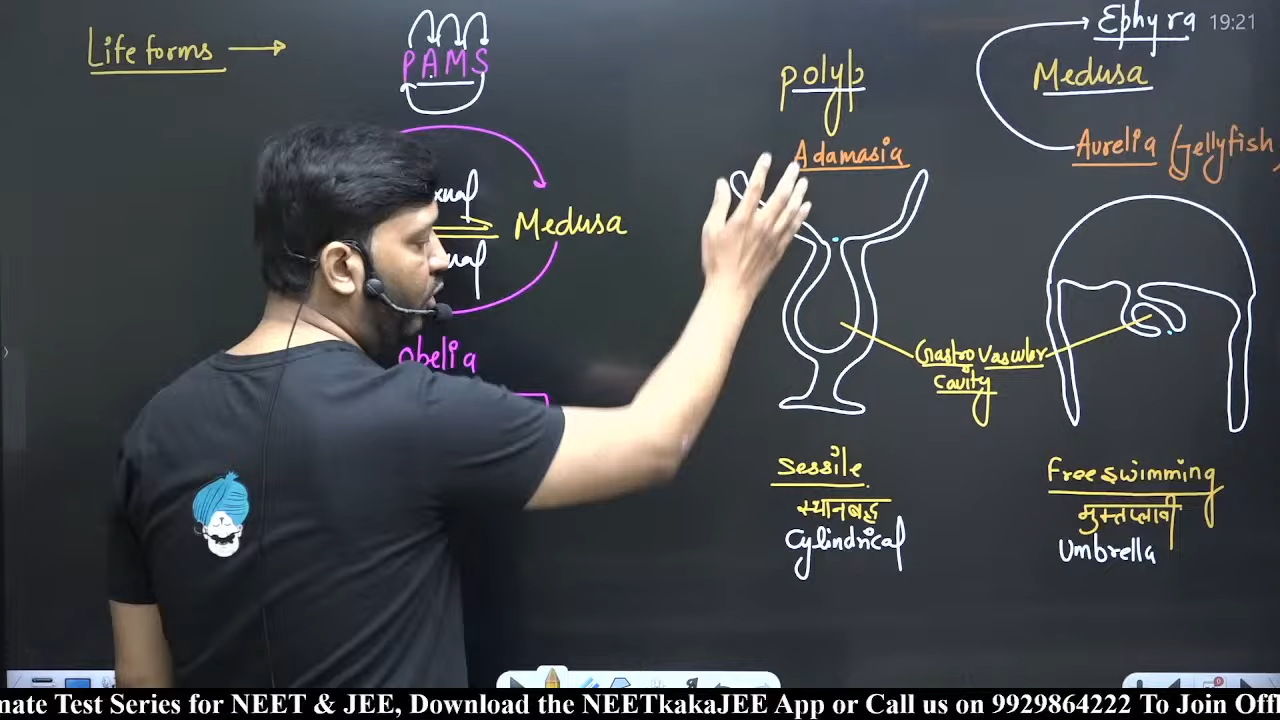 Life forms
PAMS
Medusa
obelia
polyp
Adamasia
Ephyra 19:21
Medusa
Aurelia (Jellyfish
Gastro Vascular
Cavity
Sessile
स्थानबद्ध
Cylindrical
Free swimming
मुक्तप्लावी
Umbrella
mate Test Series for NEET & JEE, Download the NEETkakaJEE App or Call us on 9929864222 To Join Offl